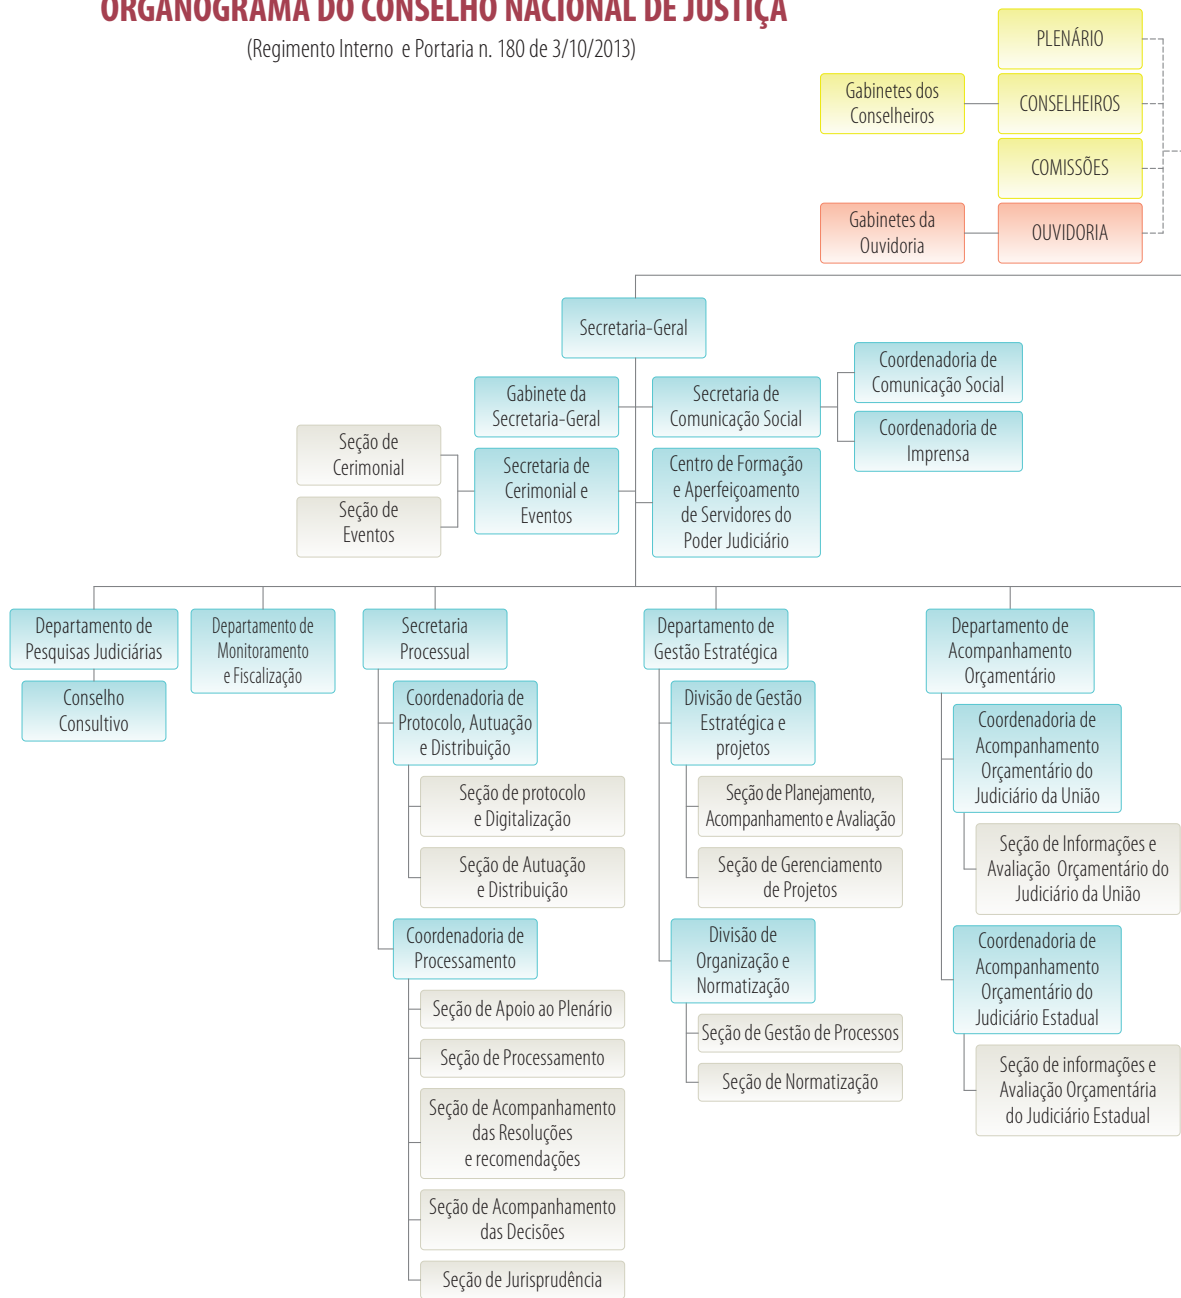 ORGANOGRAMA DO CONSELHO NACIONAL DE JUSTIÇA
(Regimento Interno e Portaria n. 180 de 3/10/2013)
PLENÁRIO
Gabinetes dos
Conselheiros
CONSELHEIROS
COMISSÕES
Gabinetes da
Ouvidoria
OUVIDORIA
Secretaria-Geral
Gabinete da
Secretaria-Geral
Secretaria de
Comunicação Social
Coordenadoria de
Comunicação Social
Coordenadoria de
Imprensa
Seção de
Cerimonial
Seção de
Eventos
Secretaria de
Cerimonial e
Eventos
Centro de Formação
e Aperfeiçoamento
de Servidores do
Poder Judiciário
Departamento de
Pesquisas Judiciárias
Conselho
Consultivo
Departamento de
Monitoramento
e Fiscalização
Secretaria
Processual
Coordenadoria de
Protocolo, Autuação
e Distribuição
Seção de protocolo
e Digitalização
Seção de Autuação
e Distribuição
Coordenadoria de
Processamento
Seção de Apoio ao Plenário
Seção de Processamento
Seção de Acompanhamento
das Resoluções
e recomendações
Seção de Acompanhamento
das Decisões
Seção de Jurisprudência
Departamento de
Gestão Estratégica
Divisão de Gestão
Estratégica e
projetos
Seção de Planejamento,
Acompanhamento e Avaliação
Seção de Gerenciamento
de Projetos
Divisão de
Organização e
Normatização
Seção de Gestão de Processos
Seção de Normatização
Departamento de
Acompanhamento
Orçamentário
Coordenadoria de
Acompanhamento
Orçamentário do
Judiciário da União
Seção de Informações e
Avaliação Orçamentário do
Judiciário da União
Coordenadoria de
Acompanhamento
Orçamentário do
Judiciário Estadual
Seção de informações e
Avaliação Orçamentária
do Judiciário Estadual